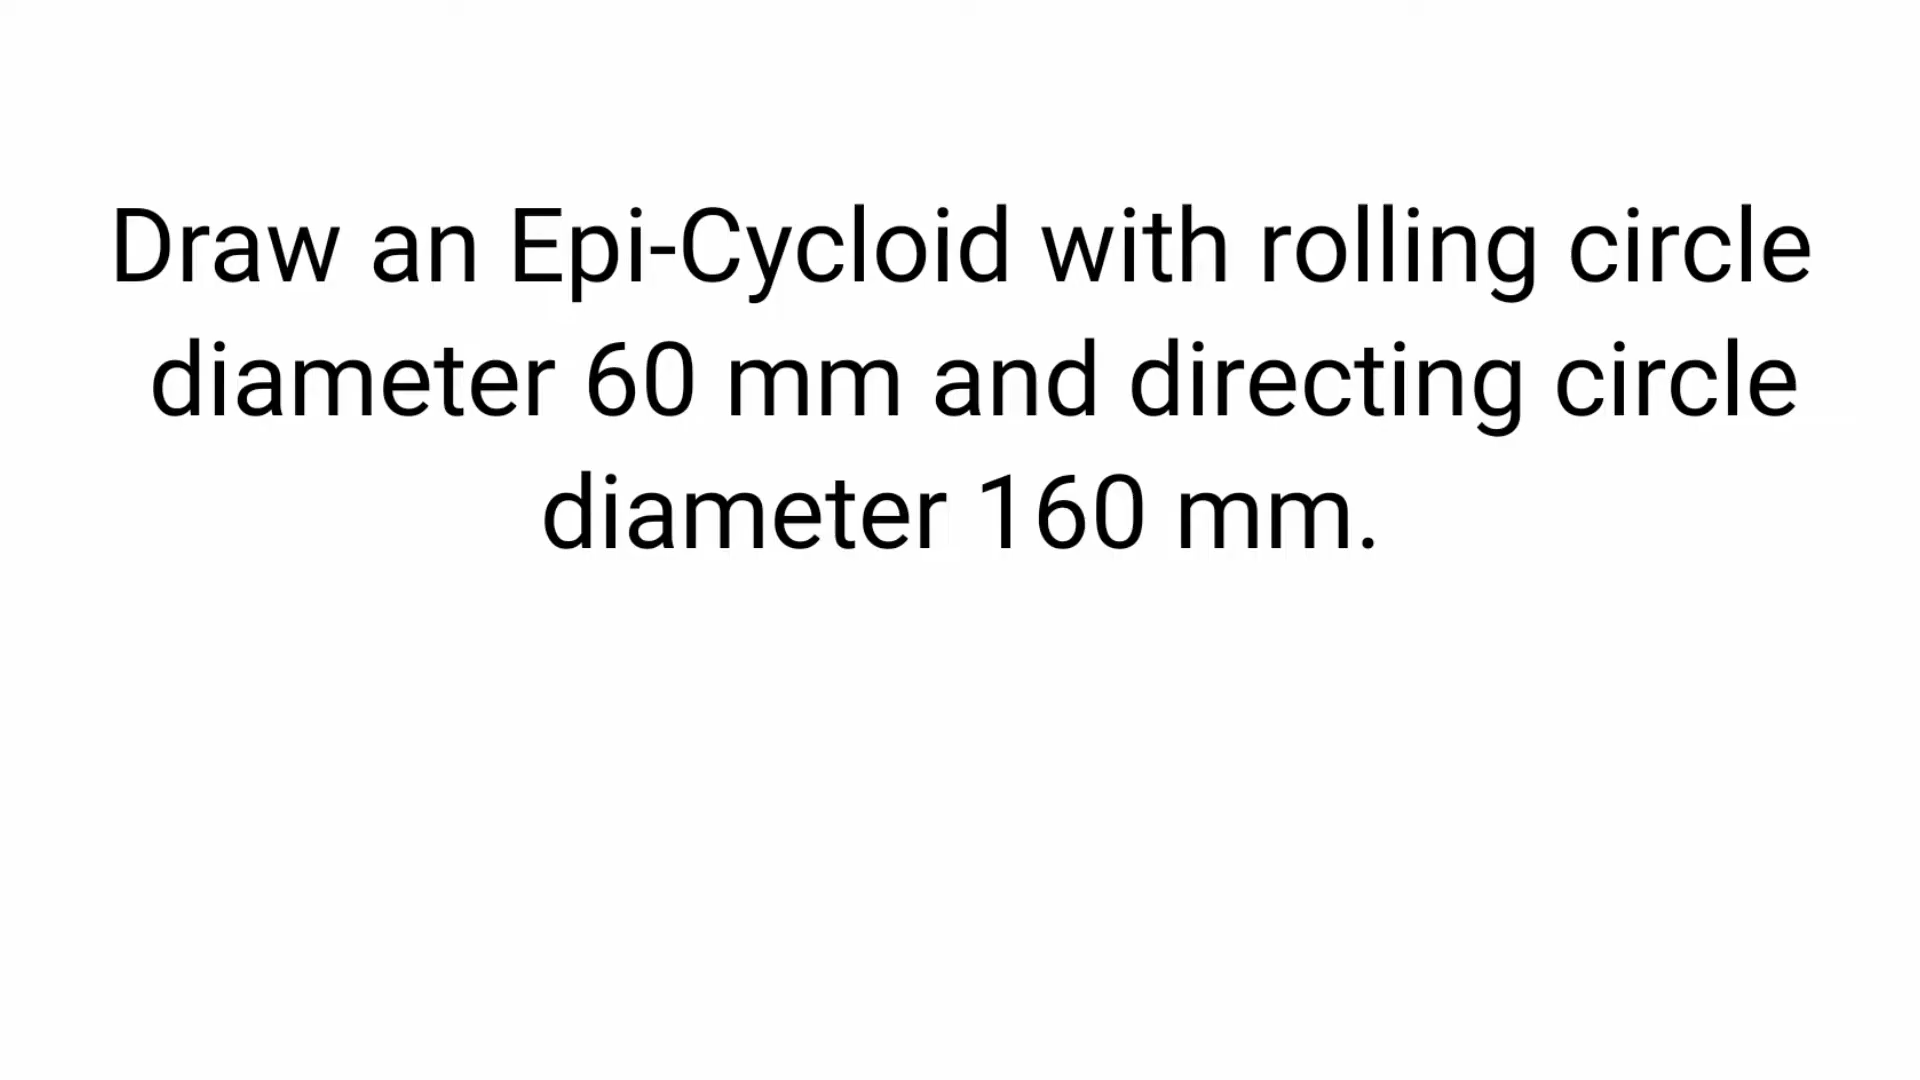 Draw an Epi-Cycloid with rolling circle
diameter 60 mm and directing circle
diameter 160 mm.